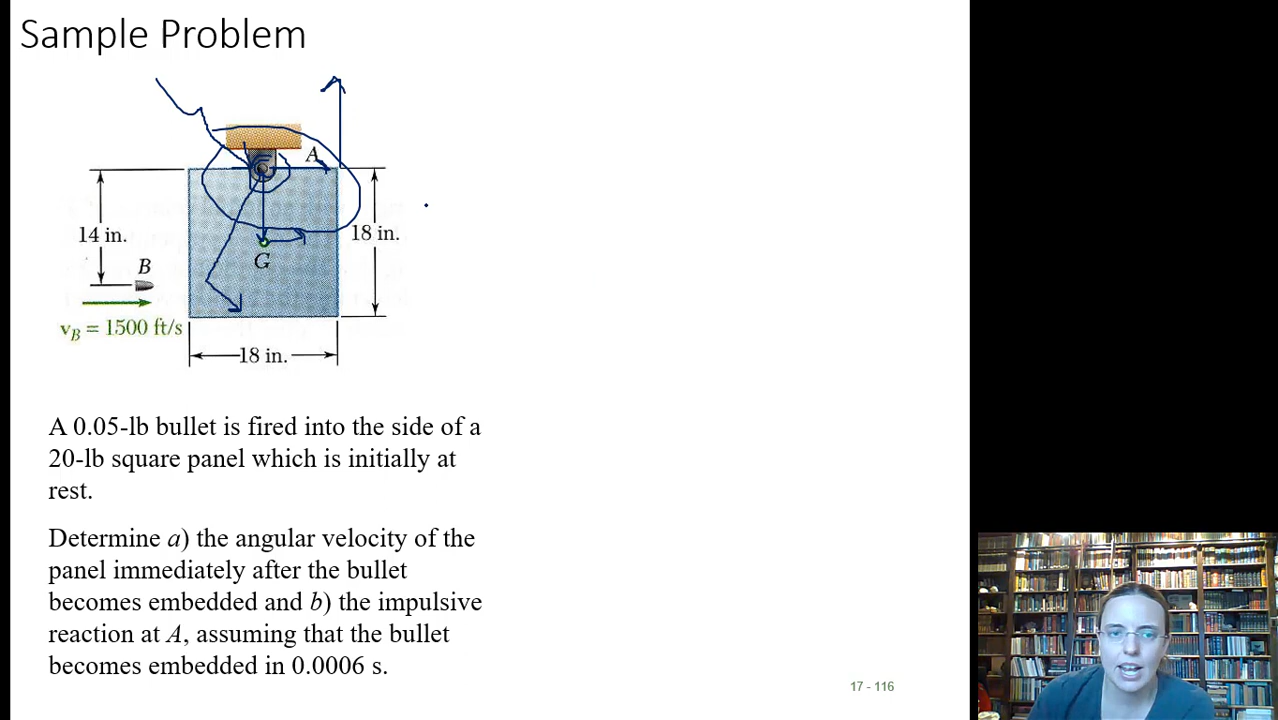 Sample Problem
A
14 in.
18 in.
B
G
v_B = 1500 ft/s
18 in.
A 0.05-lb bullet is fired into the side of a
20-lb square panel which is initially at
rest.
Determine a) the angular velocity of the
panel immediately after the bullet
becomes embedded and b) the impulsive
reaction at A, assuming that the bullet
becomes embedded in 0.0006 s.
17 - 116